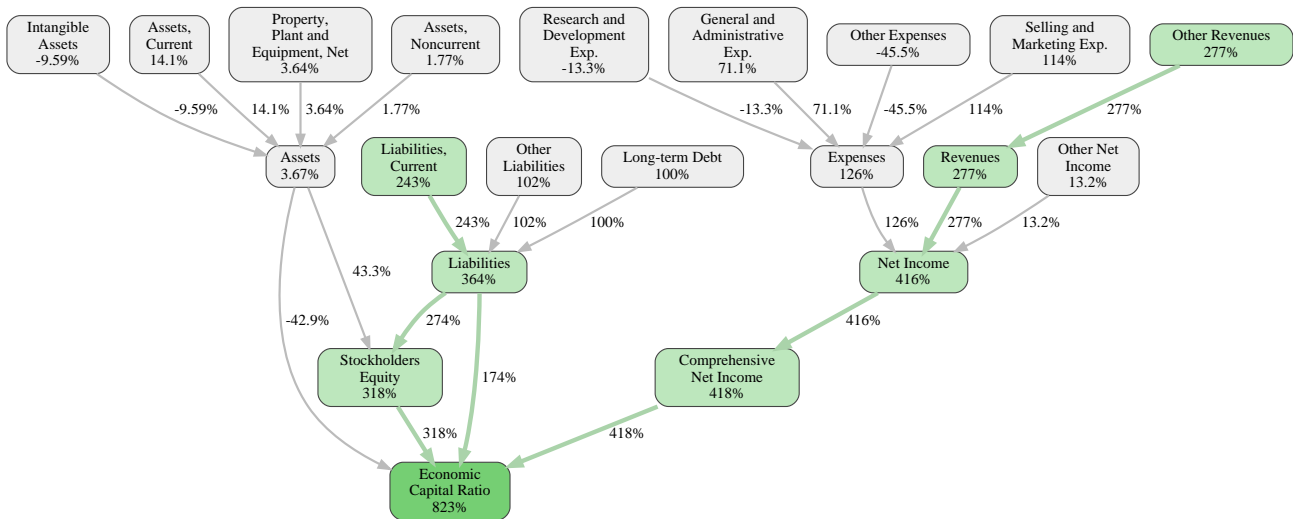 Intangible
Assets
-9.59%
Assets,
Current
14.1%
Property,
Plant and
Equipment, Net
3.64%
Assets,
Noncurrent
1.77%
Research and
Development
Exp.
-13.3%
General and
Administrative
Exp.
71.1%
Other Expenses
-45.5%
Selling and
Marketing Exp.
114%
Other Revenues
277%
-9.59%
14.1%
3.64%
1.77%
-13.3%
71.1%
-45.5%
114%
277%
Assets
3.67%
Liabilities,
Current
243%
Other
Liabilities
102%
Long-term Debt
100%
Expenses
126%
Revenues
277%
Other Net
Income
13.2%
243%
102%
100%
126%
277%
13.2%
Liabilities
364%
Net Income
416%
43.3%
-42.9%
274%
174%
416%
Stockholders
Equity
318%
Comprehensive
Net Income
418%
318%
418%
Economic
Capital Ratio
823%